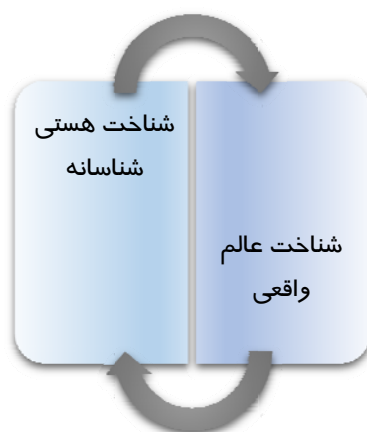 شناخت هستی
شناسانه
شناخت عالم
واقعی